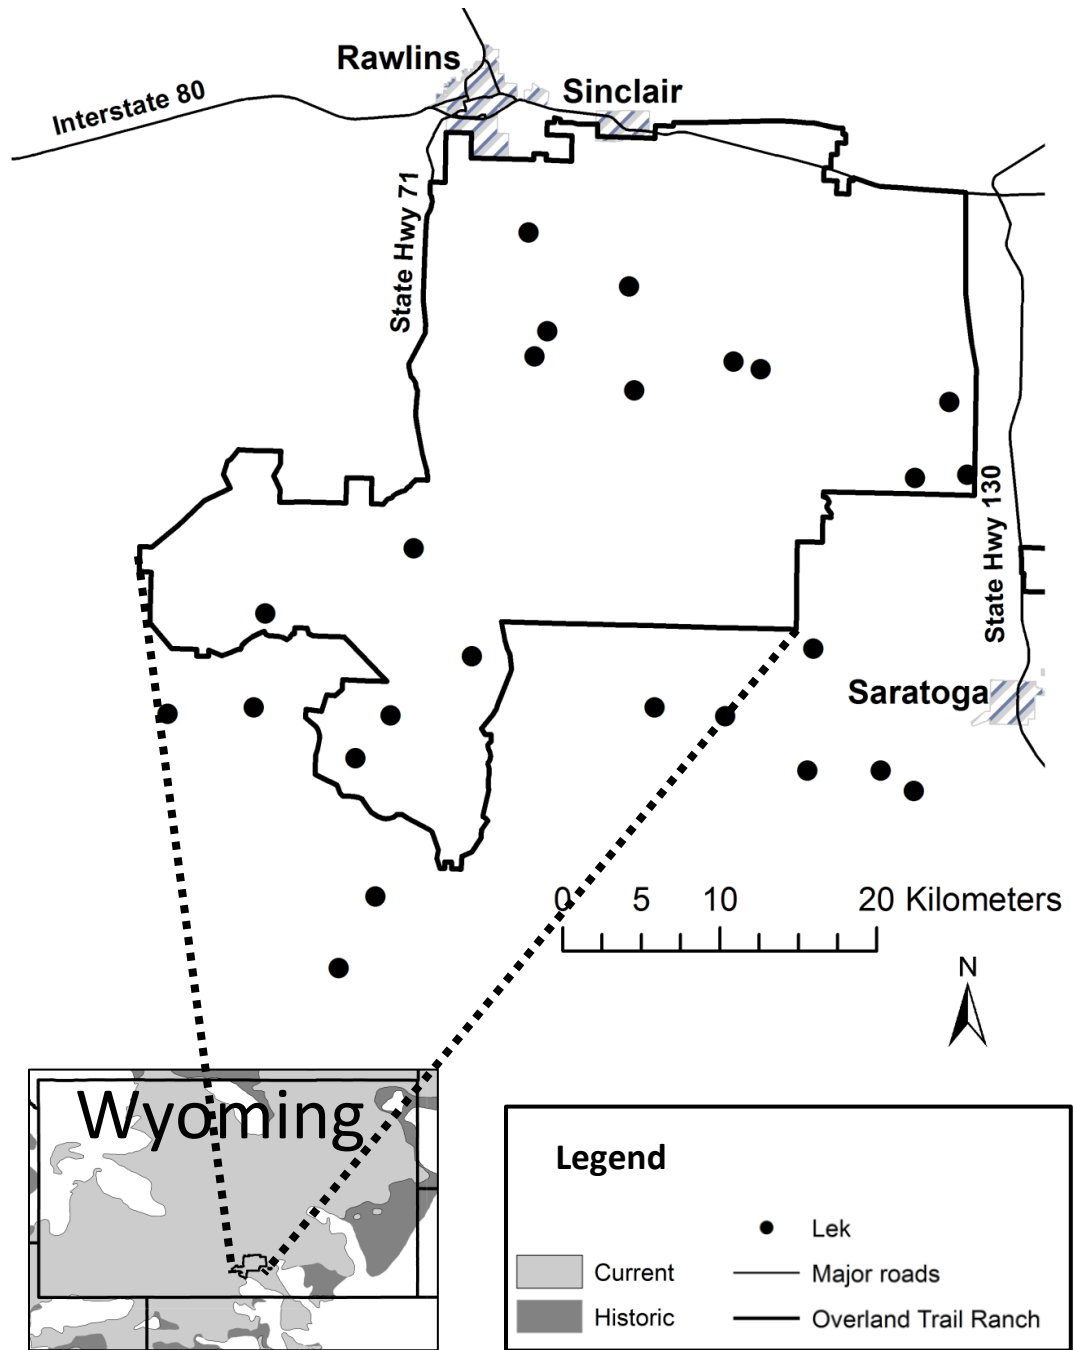 Rawlins
Sinclair
Interstate 80
State Hwy 71
State Hwy 130
Saratoga
0 5 10 20 Kilometers
N
Wyoming
Legend
Lek
Current
Major roads
Historic
Overland Trail Ranch